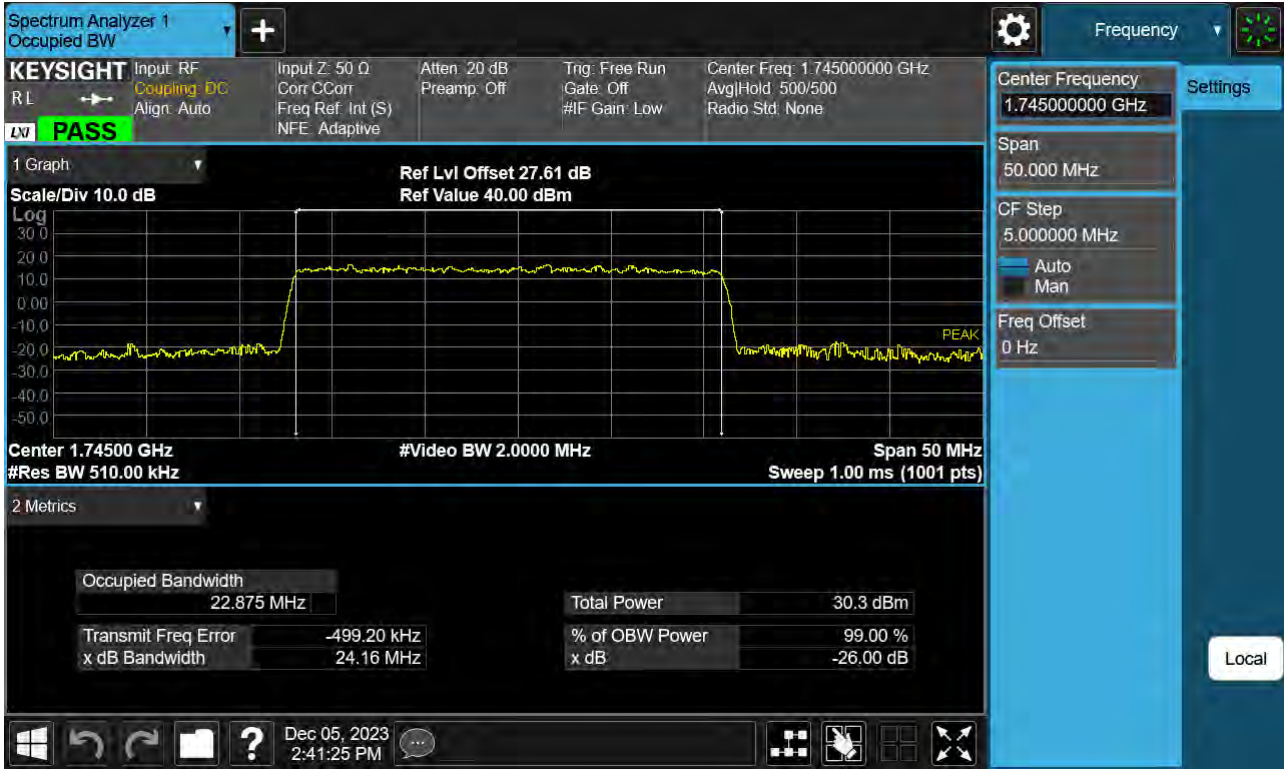 Spectrum Analyzer 1
Occupied BW
Frequency
KEYSIGHT
R L
LXI PASS
Input: RF
Coupling: DC
Align: Auto
Input Z: 50 Ω
Corr CCorr
Freq Ref: Int (S)
NFE: Adaptive
Atten: 20 dB
Preamp: Off
Trig: Free Run
Gate: Off
#IF Gain: Low
Center Freq: 1.745000000 GHz
Avg|Hold: 500/500
Radio Std: None
Center Frequency
1.745000000 GHz
Settings
Span
50.000 MHz
CF Step
5.000000 MHz
Auto
Man
Freq Offset
0 Hz
Local
1 Graph
Scale/Div 10.0 dB
Ref Lvl Offset 27.61 dB
Ref Value 40.00 dBm
Log
30.0
20.0
10.0
0.00
-10.0
-20.0
-30.0
-40.0
-50.0
PEAK
Center 1.74500 GHz
#Video BW 2.0000 MHz
Span 50 MHz
#Res BW 510.00 kHz
Sweep 1.00 ms (1001 pts)
2 Metrics
Occupied Bandwidth
22.875 MHz
Total Power 30.3 dBm
Transmit Freq Error -499.20 kHz
% of OBW Power 99.00 %
x dB Bandwidth 24.16 MHz
x dB -26.00 dB
?
Dec 05, 2023
2:41:25 PM